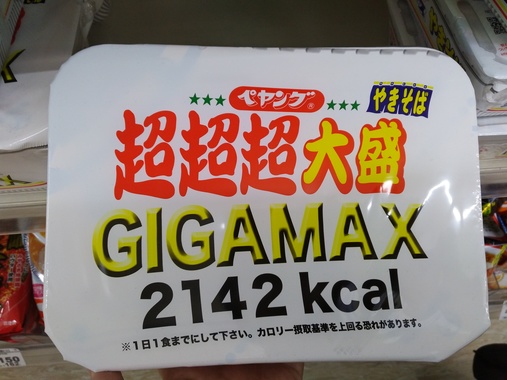 ペヤング®
やきそば
超超超大盛
GIGAMAX
2142 kcal
※1日1食までにして下さい。カロリー摂取基準を上回る恐れがあります。
150